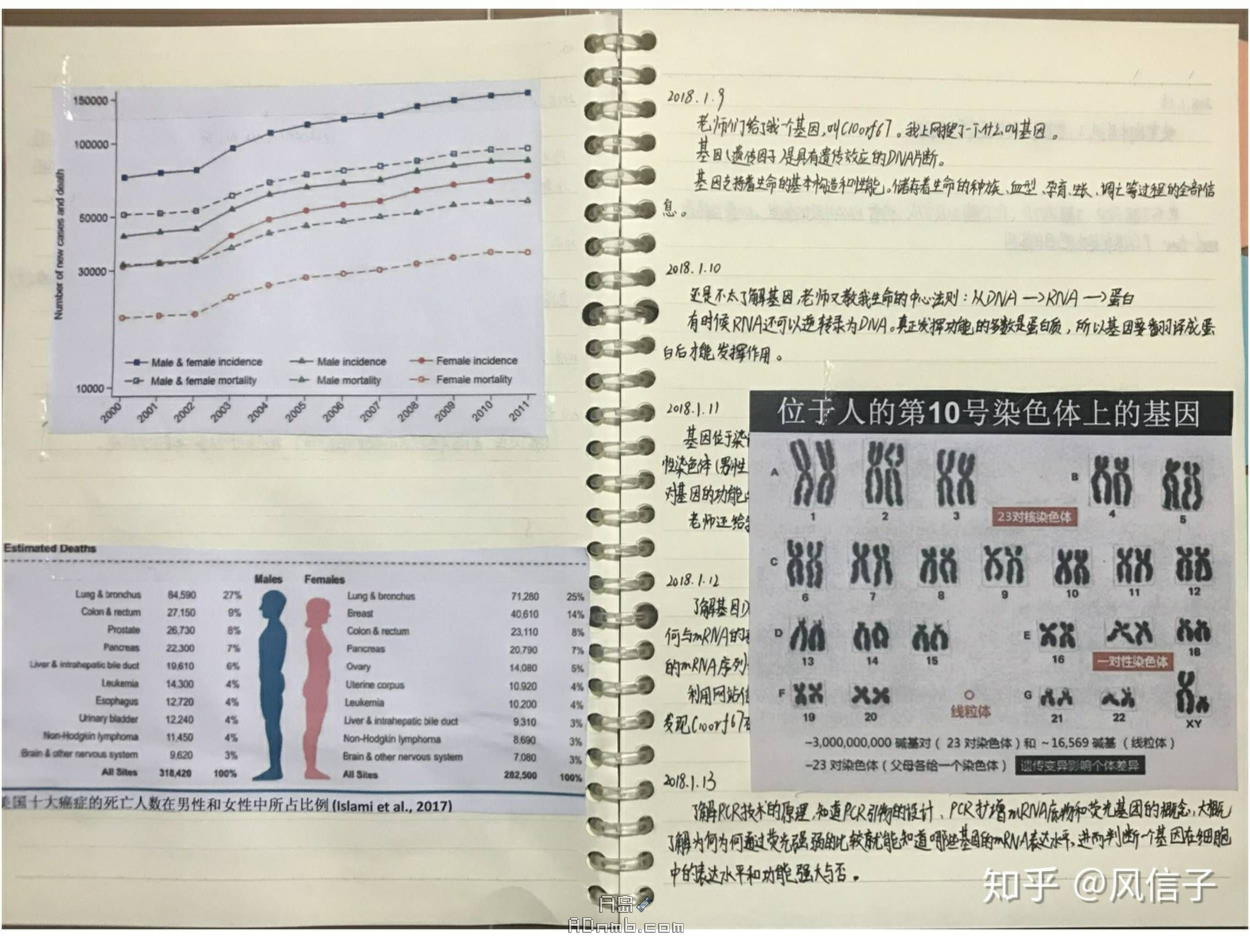 150000
100000
50000
30000
10000
Number of new cases and death
Male & female incidence
Male incidence
Female incidence
Male & female mortality
Male mortality
Female mortality
2000 2001 2002 2003 2004 2005 2006 2007 2008 2009 2010 2011
Estimated Deaths
Males Females
Lung & bronchus 84,590 27% Lung & bronchus 71,280 25%
Colon & rectum 27,150 9% Breast 40,610 14%
Prostate 26,730 8% Colon & rectum 23,110 8%
Pancreas 22,300 7% Pancreas 20,790 7%
Liver & intrahepatic bile duct 19,610 6% Ovary 14,080 5%
Leukemia 14,300 4% Uterine corpus 10,920 4%
Esophagus 12,720 4% Leukemia 10,200 4%
Urinary bladder 12,240 4% Liver & intrahepatic bile duct 9,310 3%
Non-Hodgkin lymphoma 11,450 4% Non-Hodgkin lymphoma 8,690 3%
Brain & other nervous system 9,620 3% Brain & other nervous system 7,080 3%
All Sites 318,420 100% All Sites 282,500 100%
美国十大癌症的死亡人数在男性和女性中所占比例 (Islami et al., 2017)
2018.1.9
老师们给了我一个基因,叫C10orf67。我上网搜了一下什么叫基因。
基因(遗传因子)是具有遗传效应的DNA片断。
基因支持着生命的基本构造和性能。储存着生命的种族、血型、孕育、生长、凋亡等过程的全部信
息。
2018.1.10
还是不太了解基因,老师又教我生命的中心法则:从DNA→RNA→蛋白
有时候RNA还可以逆转录为DNA。真正发挥功能的多数是蛋白质,所以基因要翻译成蛋
白后才能发挥作用。
2018.1.11
基因位于染
性染色体(男性
对基因的功能
老师还给
2018.1.12
了解基因D
何与mRNA的
的mRNA序列
利用网站
发现C10orf67在
2018.1.13
了解PCR技术的原理,知道PCR引物的设计、PCR扩增mRNA底物和荧光基因的概念,大概
了解为何为何通过荧光强弱的比较就能知道哪些基因的mRNA表达水平,进而判断一个基因在细胞
中的表达水平和功能强大与否。
位于人的第10号染色体上的基因
A 1 2 3 B 4 5
23对核染色体
C 6 7 8 9 10 11 12
D 13 14 15 E 16 18
一对性染色体
F 19 20 G 21 22 XY
线粒体
~3,000,000,000 碱基对 ( 23 对染色体 ) 和 ~16,569 碱基 ( 线粒体 )
~23 对染色体 ( 父母各给一个染色体 ) 遗传变异影响个体差异
知乎 @风信子
A岛
ADnmb.com